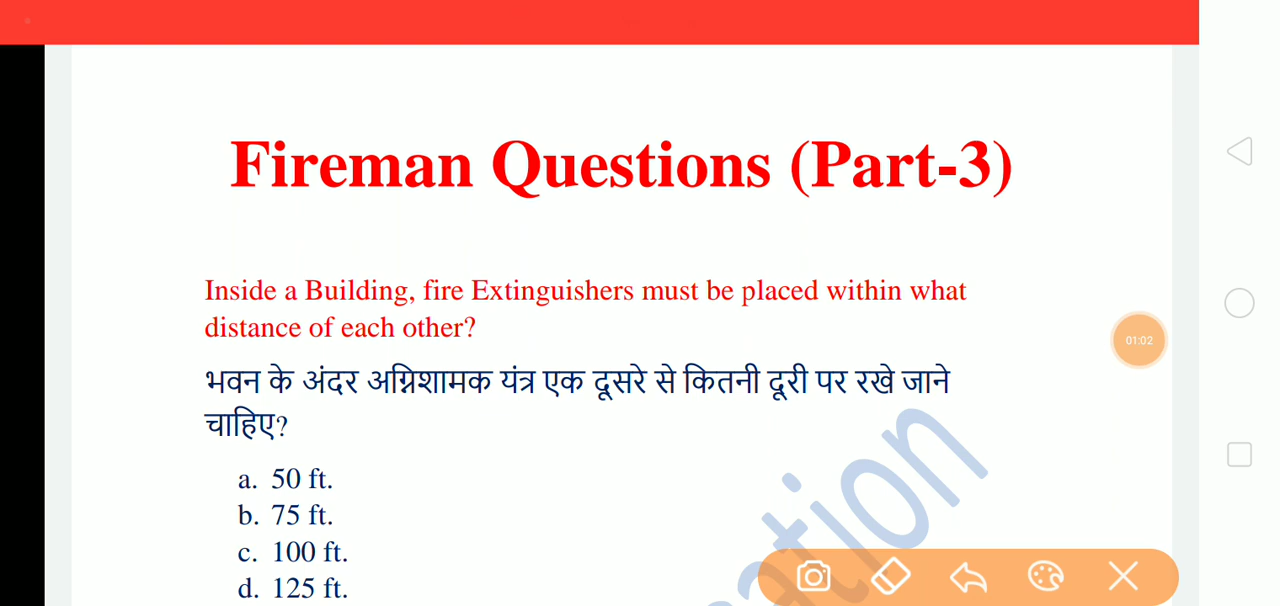 Fireman Questions (Part-3)
Inside a Building, fire Extinguishers must be placed within what
distance of each other?
भवन के अंदर अग्निशामक यंत्र एक दूसरे से कितनी दूरी पर रखे जाने
चाहिए?
01:02
a. 50 ft.
b. 75 ft.
c. 100 ft.
d. 125 ft.